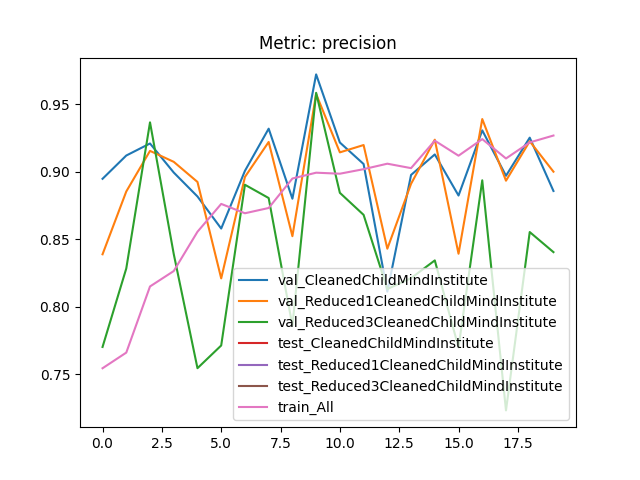 Metric: precision
0.95
0.90
0.85
0.80
0.75
val_CleanedChildMindInstitute
val_Reduced1CleanedChildMindInstitute
val_Reduced3CleanedChildMindInstitute
test_CleanedChildMindInstitute
test_Reduced1CleanedChildMindInstitute
test_Reduced3CleanedChildMindInstitute
train_All
0.0 2.5 5.0 7.5 10.0 12.5 15.0 17.5